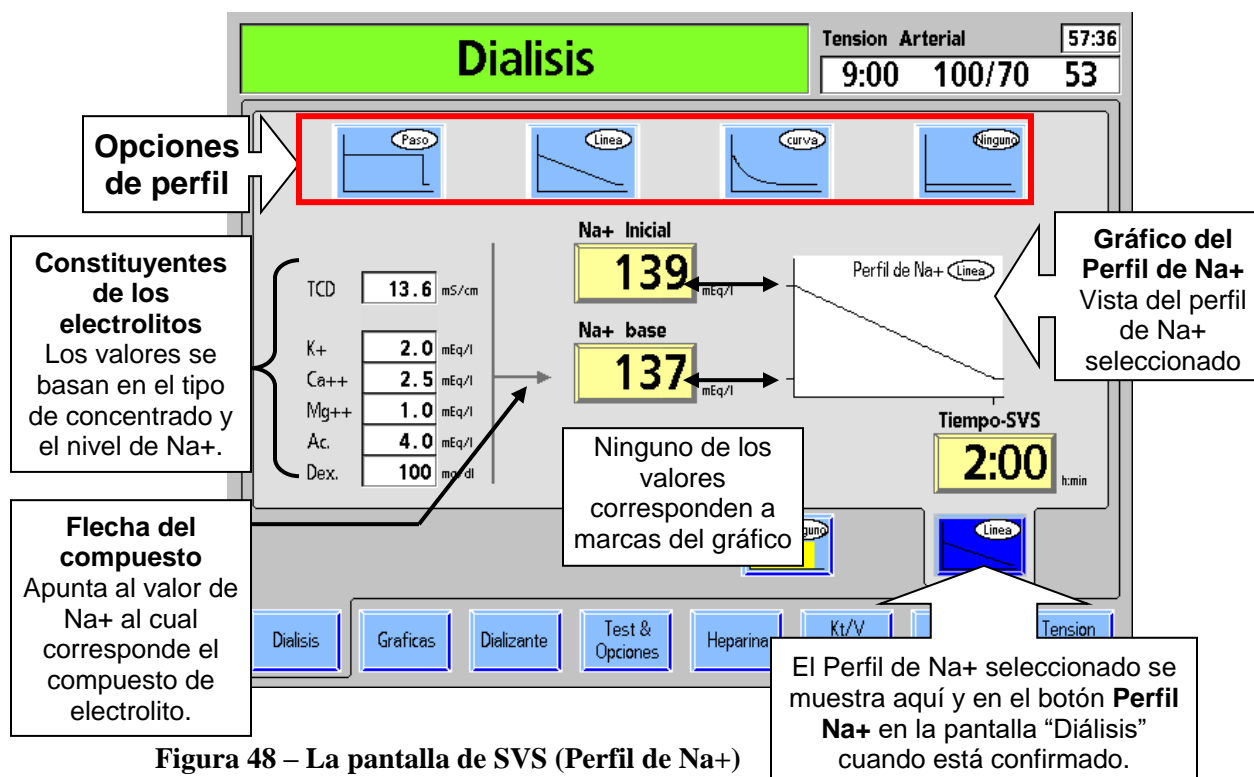 Dialisis
Tension Arterial
57:36
9:00 100/70 53
Opciones
de perfil
Paso
Linea
curva
Ninguno
Constituyentes
de los
electrolitos
Los valores se
basan en el tipo
de concentrado y
el nivel de Na+.
TCD 13.6 mS/cm
K+ 2.0 mEq/l
Ca++ 2.5 mEq/l
Mg++ 1.0 mEq/l
Ac. 4.0 mEq/l
Dex. 100
Na+ Inicial
139 mEq/l
Na+ base
137 mEq/l
Perfil de Na+ Linea
Gráfico del
Perfil de Na+
Vista del perfil
de Na+
seleccionado
Tiempo-SVS
2:00 h:min
Ninguno de los
valores
corresponden a
marcas del gráfico
Flecha del
compuesto
Apunta al valor de
Na+ al cual
corresponde el
compuesto de
electrolito.
Linea
Dialisis
Graficas
Dializante
Test &
Opciones
Heparina
Kt/V
Tension
El Perfil de Na+ seleccionado se
muestra aquí y en el botón Perfil
Na+ en la pantalla “Diálisis”
cuando está confirmado.
Figura 48 – La pantalla de SVS (Perfil de Na+)